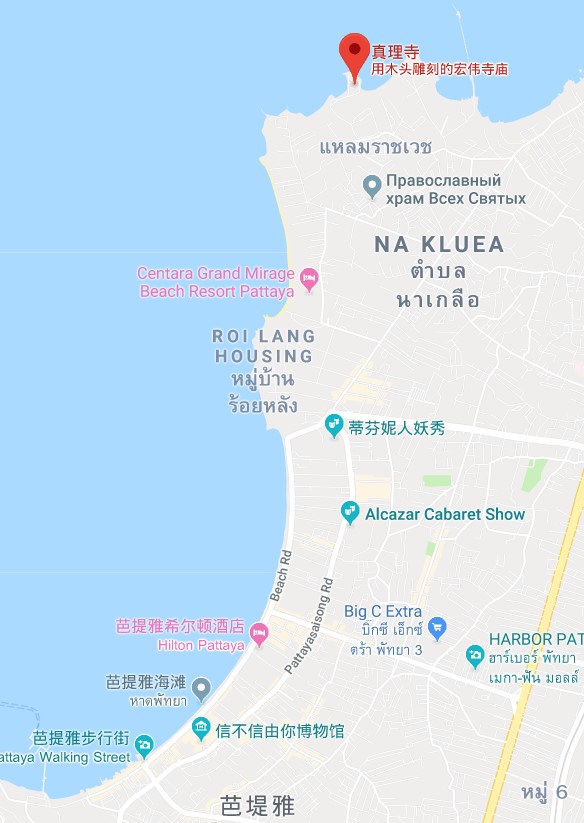 真理寺
用木头雕刻的宏伟寺庙
แหลมราชเวช
Православный
храм Всех Святых
NA KLUEA
ตำบล
นาเกลือ
Centara Grand Mirage
Beach Resort Pattaya
ROI LANG
HOUSING
หมู่บ้าน
ร้อยหลัง
蒂芬妮人妖秀
Alcazar Cabaret Show
Beach Rd
Pattayasaisong Rd
Big C Extra
บิ๊กซี เอ็กซ์
ตร้า พัทยา 3
芭提雅希尔顿酒店
Hilton Pattaya
HARBOR PAT
ฮาร์เบอร์ พัทยา
เมกา-ฟัน มอลล์
芭提雅海滩
หาดพัทยา
信不信由你博物馆
芭提雅步行街
attaya Walking Street
芭堤雅
หมู่ 6